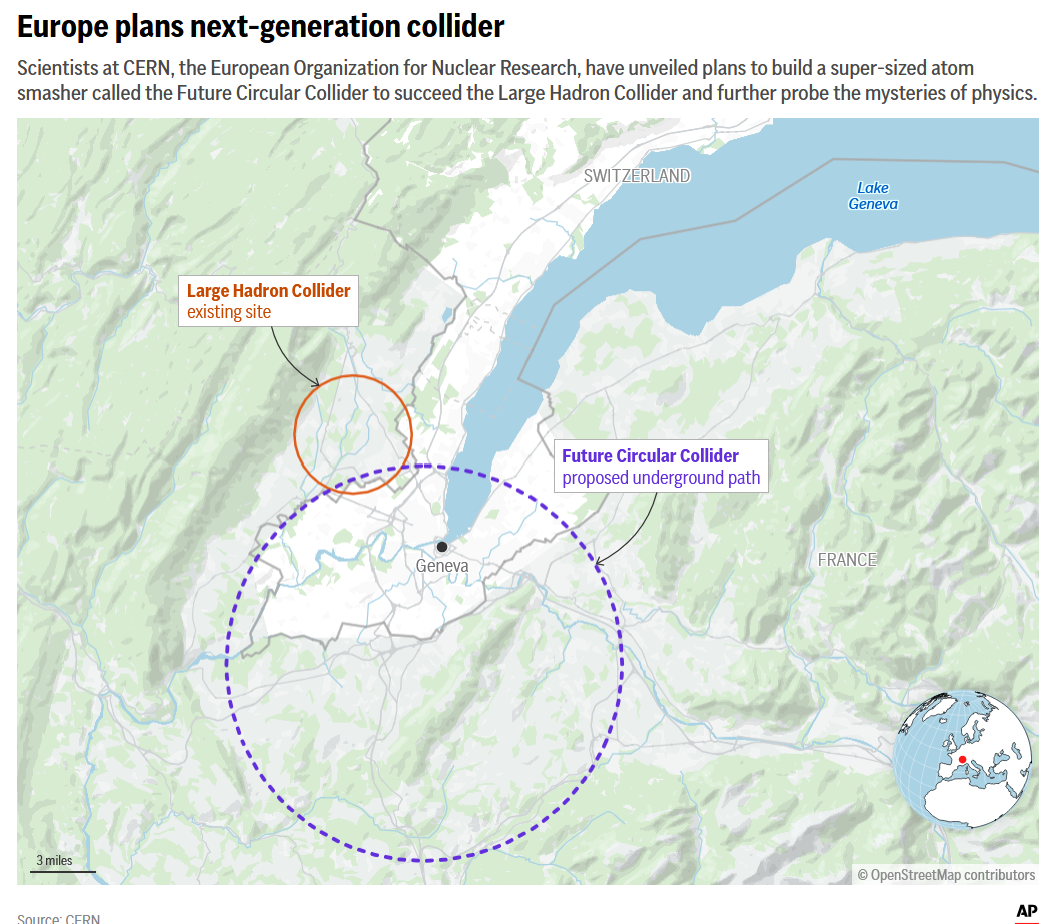 Europe plans next-generation collider
Scientists at CERN, the European Organization for Nuclear Research, have unveiled plans to build a super-sized atom
smasher called the Future Circular Collider to succeed the Large Hadron Collider and further probe the mysteries of physics.
SWITZERLAND
Lake
Geneva
Large Hadron Collider
existing site
Future Circular Collider
proposed underground path
Geneva
FRANCE
3 miles
© OpenStreetMap contributors
Source: CERN
AP